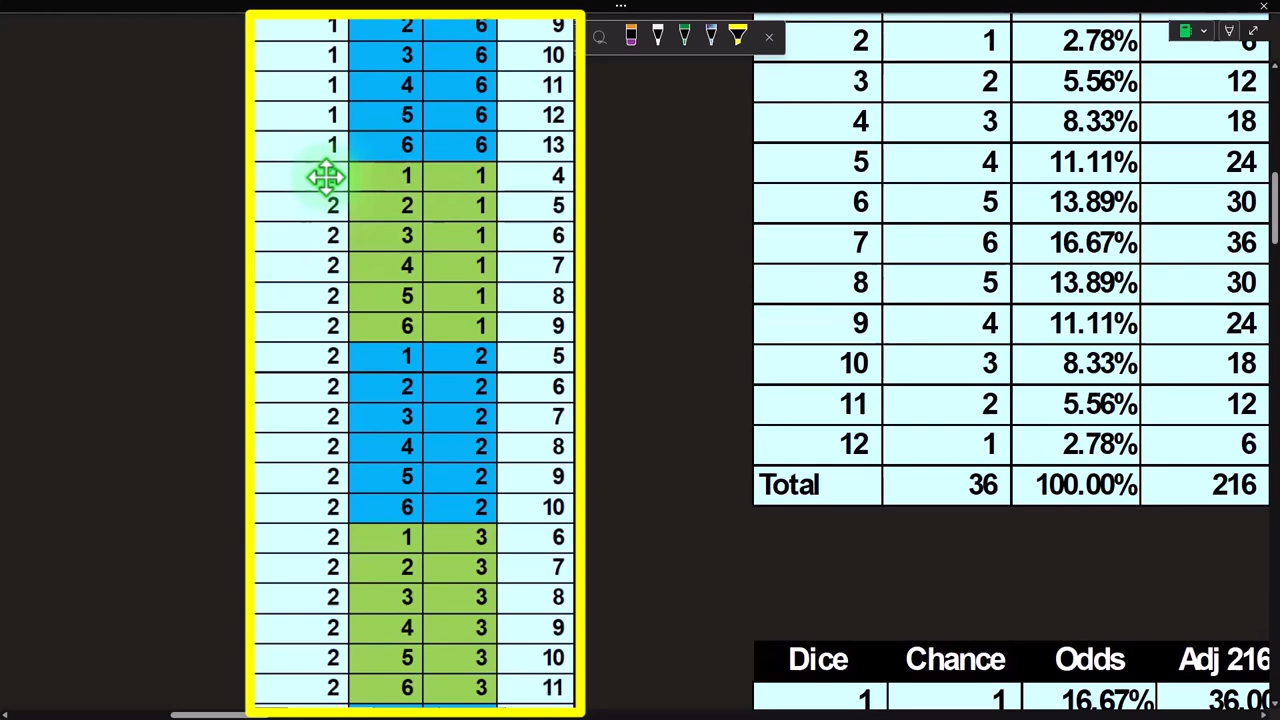 1 2 6 9
1 3 6 10
1 4 6 11
1 5 6 12
1 6 6 13
1 1 4
2 2 1 5
2 3 1 6
2 4 1 7
2 5 1 8
2 6 1 9
2 1 2 5
2 2 2 6
2 3 2 7
2 4 2 8
2 5 2 9
2 6 2 10
2 1 3 6
2 2 3 7
2 3 3 8
2 4 3 9
2 5 3 10
2 6 3 11
2 1 2.78% 6
3 2 5.56% 12
4 3 8.33% 18
5 4 11.11% 24
6 5 13.89% 30
7 6 16.67% 36
8 5 13.89% 30
9 4 11.11% 24
10 3 8.33% 18
11 2 5.56% 12
12 1 2.78% 6
Total 36 100.00% 216
Dice Chance Odds Adj 216
1 1 16.67% 36.00